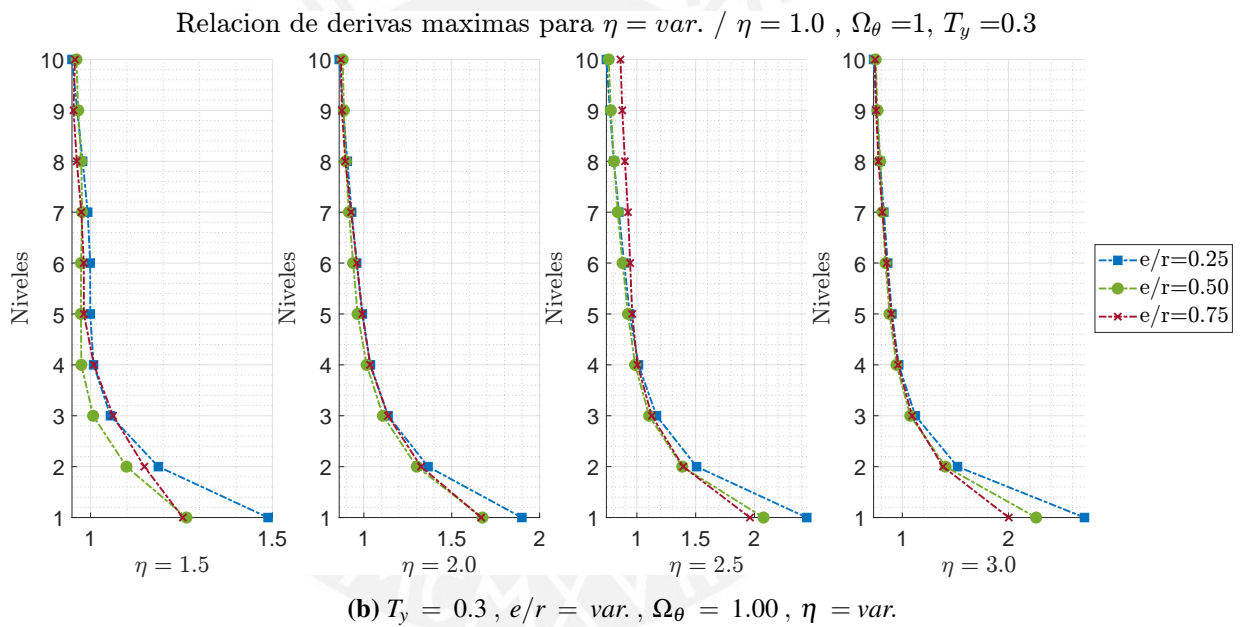 Relacion de derivas maximas para η = var. / η = 1.0 , Ω_θ =1, T_y =0.3
10 9 8 7 6 5 4 3 2 1
Niveles
1 1.5
η = 1.5
10 9 8 7 6 5 4 3 2 1
Niveles
1 1.5 2
η = 2.0
10 9 8 7 6 5 4 3 2 1
Niveles
1 1.5 2
η = 2.5
10 9 8 7 6 5 4 3 2 1
Niveles
1 2
η = 3.0
e/r=0.25
e/r=0.50
e/r=0.75
(b) T_y = 0.3 , e/r = var. , Ω_θ = 1.00 , η = var.